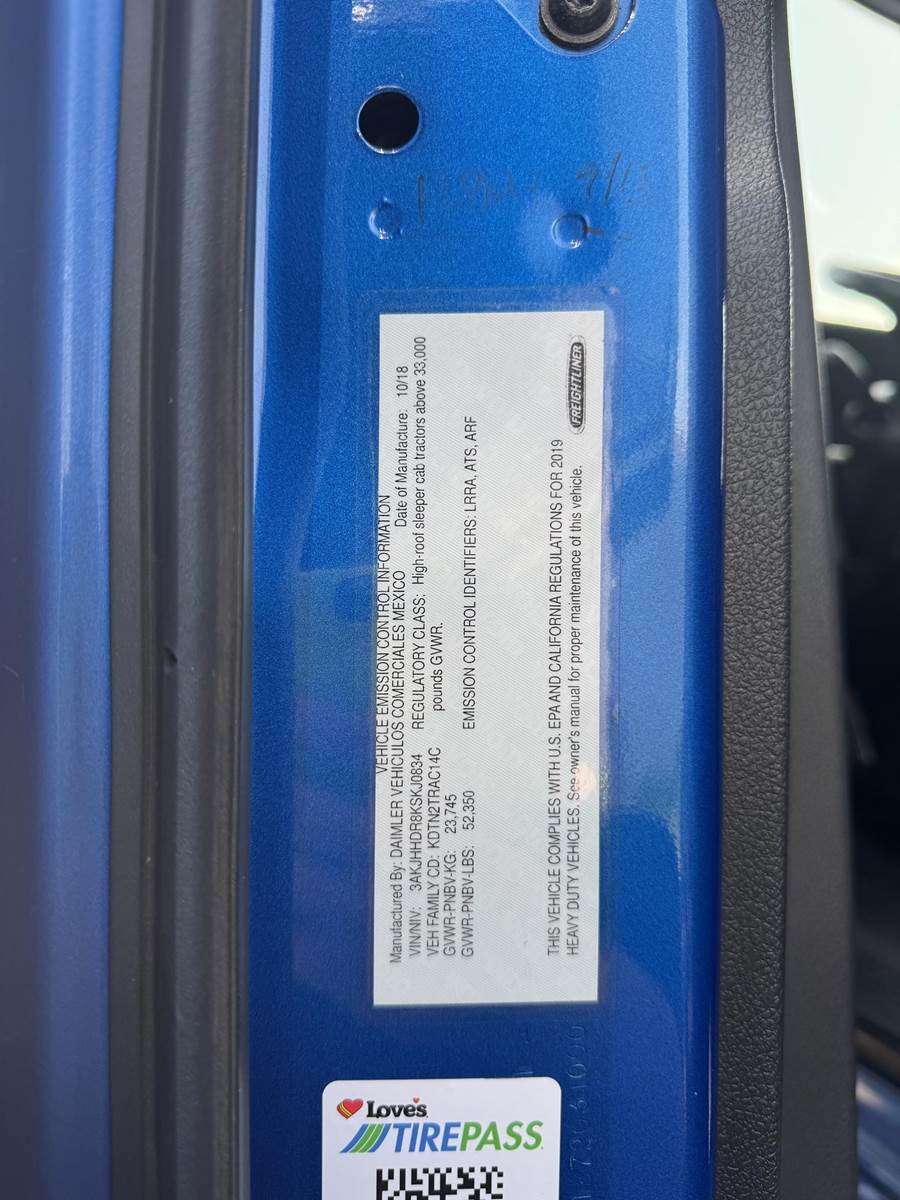 VEHICLE EMISSION CONTROL INFORMATION
Manufactured By: DAIMLER VEHICULOS COMERCIALES MEXICO Date of Manufacture: 10/18
VIN/NIV: 3AKJHHDR8KSKJ0834 REGULATORY CLASS: High-roof sleeper cab tractors above 33,000
VEH FAMILY CD: KDTN2TRAC14C pounds GVWR.
GVWR-PNBV-KG: 23,745
GVWR-PNBV-LBS: 52,350 EMISSION CONTROL IDENTIFIERS: LRRA, ATS, ARF
THIS VEHICLE COMPLIES WITH U.S. EPA AND CALIFORNIA REGULATIONS FOR 2019
HEAVY DUTY VEHICLES. See owner's manual for proper maintenance of this vehicle.
FREIGHTLINER
Love's
TIREPASS